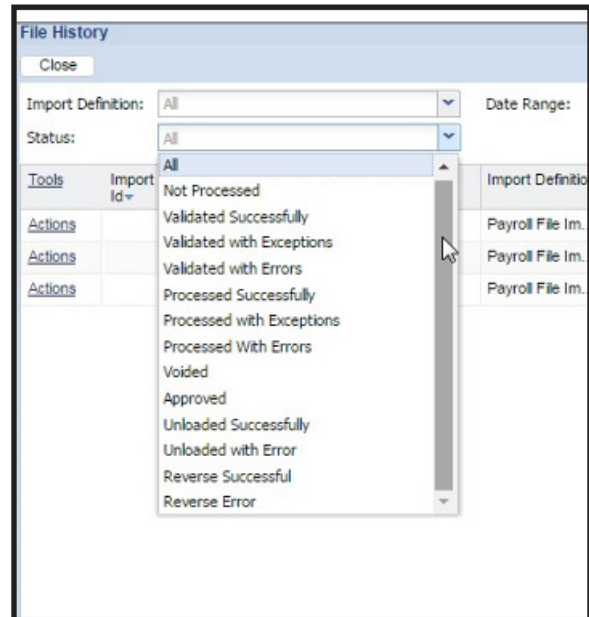 File History
Close
Import Definition: All Date Range:
Status: All
Tools Import Id Import Definitio
All
Not Processed
Validated Successfully
Validated with Exceptions
Validated with Errors
Processed Successfully
Processed with Exceptions
Processed With Errors
Voided
Approved
Unloaded Successfully
Unloaded with Error
Reverse Successful
Reverse Error
Actions Payroll File Im..
Actions Payroll File Im..
Actions Payroll File Im..